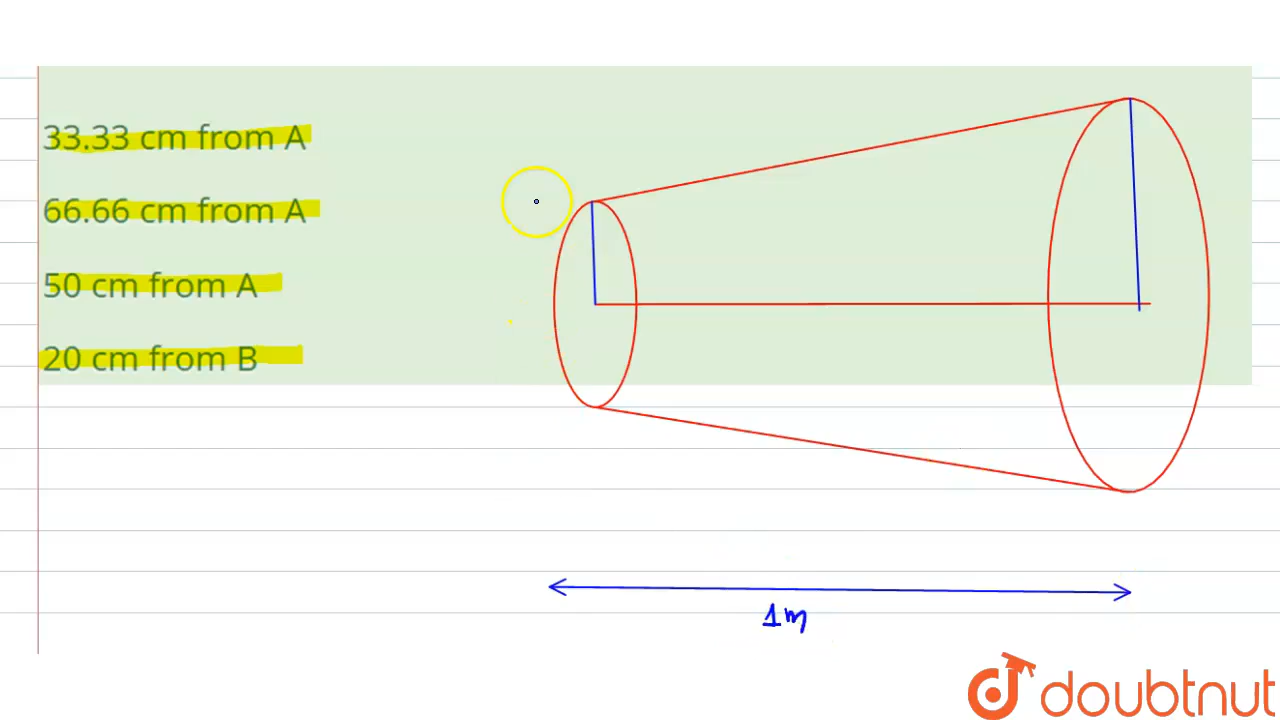 33.33 cm from A
66.66 cm from A
50 cm from A
20 cm from B
1m
doubtnut